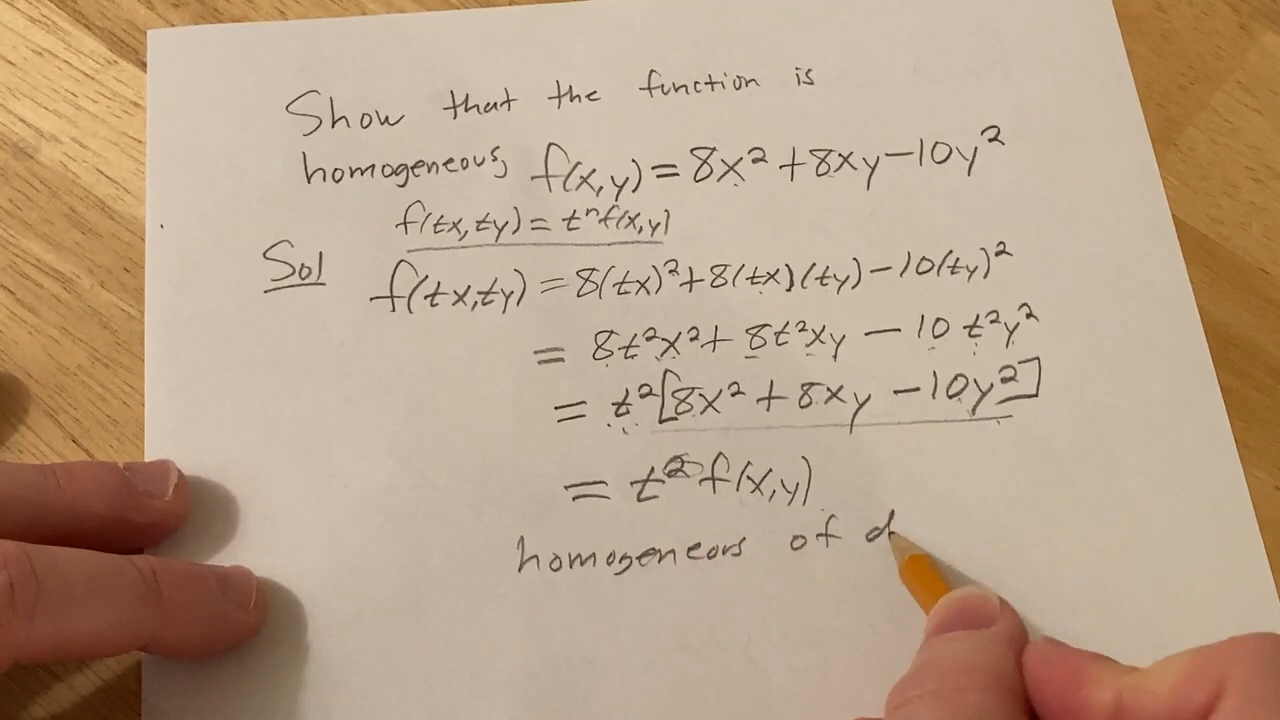 Show that the function is
homogeneous, f(x,y) = 8x² + 8xy - 10y²
f(tx,ty) = tⁿf(x,y)
Sol f(tx,ty) = 8(tx)² + 8(tx)(ty) - 10(ty)²
= 8t²x² + 8t²xy - 10t²y²
= t²[8x² + 8xy - 10y²]
= t²f(x,y)
homogeneors of d